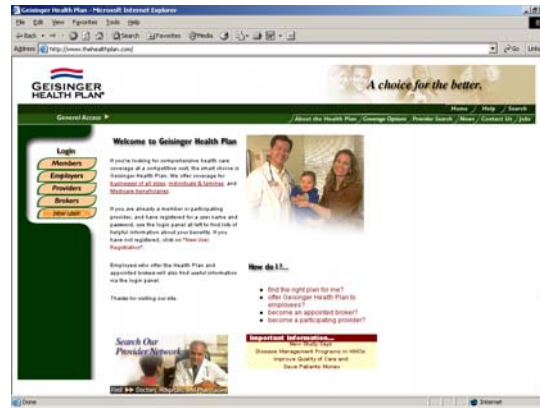 Geisinger Health Plan - Microsoft Internet Explorer
File Edit View Favorites Tools Help
Back Search Favorites Media
Address http://www.thehealthplan.com/ Go Links
GEISINGER
HEALTH PLAN
A choice for the better.
Home / Help / Search
General Access
/ About the Health Plan / Coverage Options / Provider Search / News / Contact Us / Jobs
Login
Members
Employers
Providers
Brokers
new user
Welcome to Geisinger Health Plan
If you're looking for comprehensive health care
coverage at a competitive cost, the smart choice is
Geisinger Health Plan. We offer coverage for
businesses of all sizes, individuals & families, and
Medicare beneficiaries.
If you are already a member or participating
provider, and have registered for a user name and
password, use the login panel at left to find lots of
helpful information about your benefits. If you
have not registered, click on "New User
Registration".
Employers who offer the Health Plan and
appointed brokers will also find useful information
via the login panel.
Thanks for visiting our site.
How do I?...
find the right plan for me?
offer Geisinger Health Plan to
employees?
become an appointed broker?
become a participating provider?
Search Our
Provider Network
Find Doctors, Hospitals, and Pharmacies
Important Information...
New Study Says
Disease Management Programs in HMOs
Improve Quality of Care and
Save Patients Money
Done
Internet